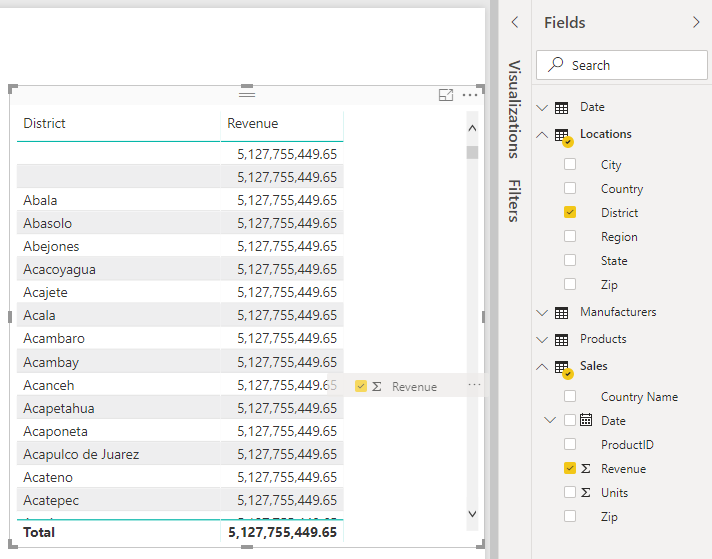 Fields
Search
Visualizations
Filters
District Revenue
5,127,755,449.65
5,127,755,449.65
Abala 5,127,755,449.65
Abasolo 5,127,755,449.65
Abejones 5,127,755,449.65
Acacoyagua 5,127,755,449.65
Acajete 5,127,755,449.65
Acala 5,127,755,449.65
Acambaro 5,127,755,449.65
Acambay 5,127,755,449.65
Acanceh 5,127,755,449.65
Acapetahua 5,127,755,449.65
Acaponeta 5,127,755,449.65
Acapulco de Juarez 5,127,755,449.65
Acateno 5,127,755,449.65
Acatepec 5,127,755,449.65
Total 5,127,755,449.65
Σ Revenue
Date
Locations
City
Country
District
Region
State
Zip
Manufacturers
Products
Sales
Country Name
Date
ProductID
Σ Revenue
Σ Units
Zip